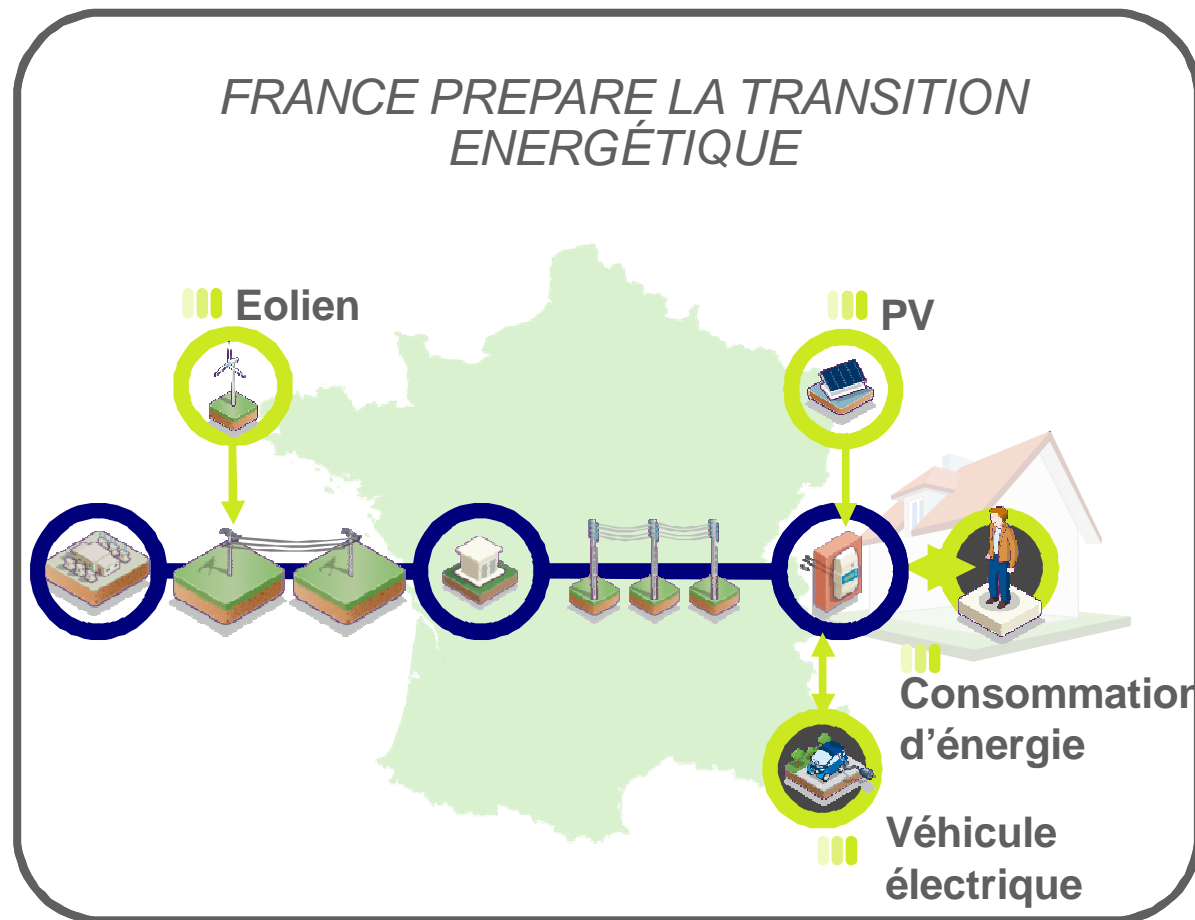 FRANCE PREPARE LA TRANSITION
ENERGÉTIQUE
Eolien
PV
Consommation
d’énergie
Véhicule
électrique